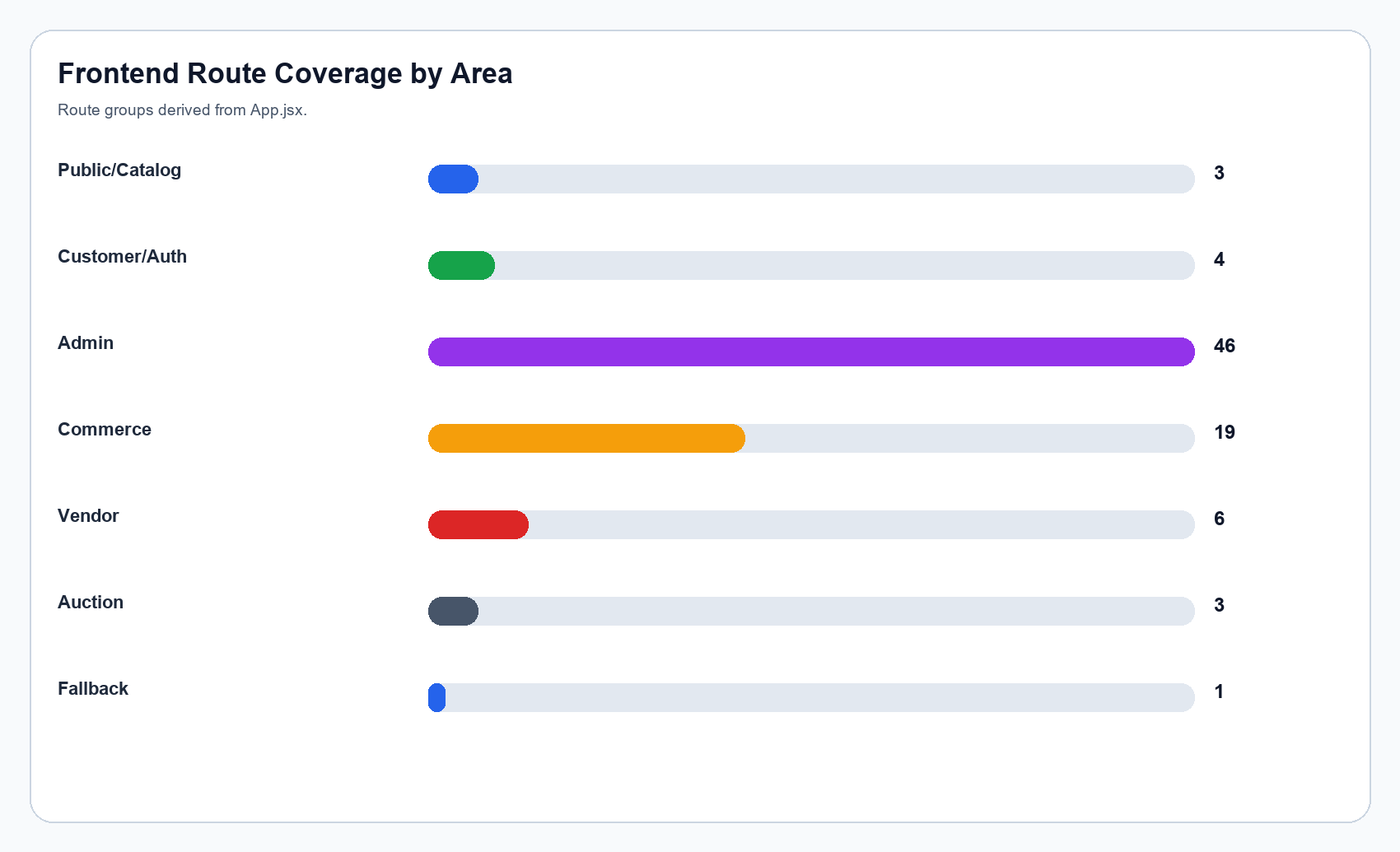 Frontend Route Coverage by Area
Route groups derived from App.jsx.
Public/Catalog 3
Customer/Auth 4
Admin 46
Commerce 19
Vendor 6
Auction 3
Fallback 1